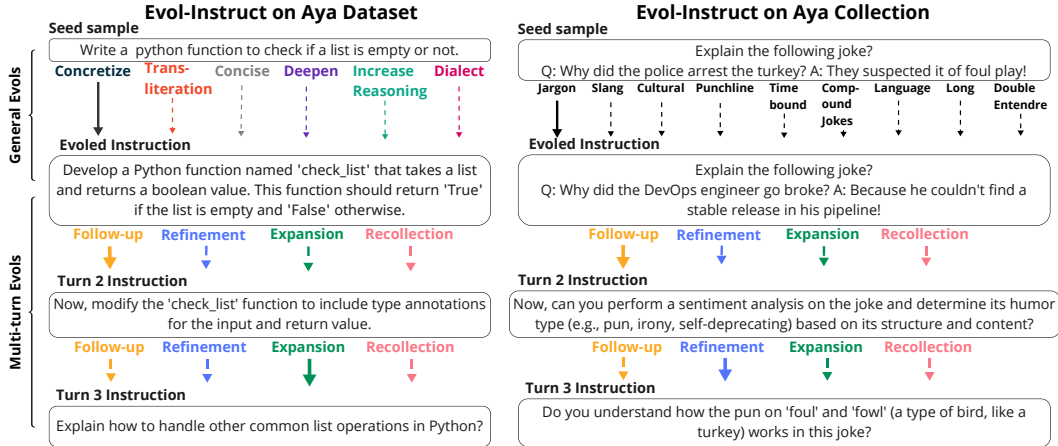 Evol-Instruct on Aya Dataset
Seed sample
Write a python function to check if a list is empty or not.
General Evols
Concretize
Trans-
literation
Concise
Deepen
Increase
Reasoning
Dialect
Evoled Instruction
Develop a Python function named 'check_list' that takes a list
and returns a boolean value. This function should return 'True'
if the list is empty and 'False' otherwise.
Multi-turn Evols
Follow-up Refinement Expansion Recollection
Turn 2 Instruction
Now, modify the 'check_list' function to include type annotations
for the input and return value.
Follow-up Refinement Expansion Recollection
Turn 3 Instruction
Explain how to handle other common list operations in Python?
Evol-Instruct on Aya Collection
Seed sample
Explain the following joke?
Q: Why did the police arrest the turkey? A: They suspected it of foul play!
Jargon
Slang
Cultural
Punchline
Time
bound
Comp-
ound
Jokes
Language
Long
Double
Entendre
Evoled Instruction
Explain the following joke?
Q: Why did the DevOps engineer go broke? A: Because he couldn't find a
stable release in his pipeline!
Follow-up Refinement Expansion Recollection
Turn 2 Instruction
Now, can you perform a sentiment analysis on the joke and determine its humor
type (e.g., pun, irony, self-deprecating) based on its structure and content?
Follow-up Refinement Expansion Recollection
Turn 3 Instruction
Do you understand how the pun on 'foul' and 'fowl' (a type of bird, like a
turkey) works in this joke?